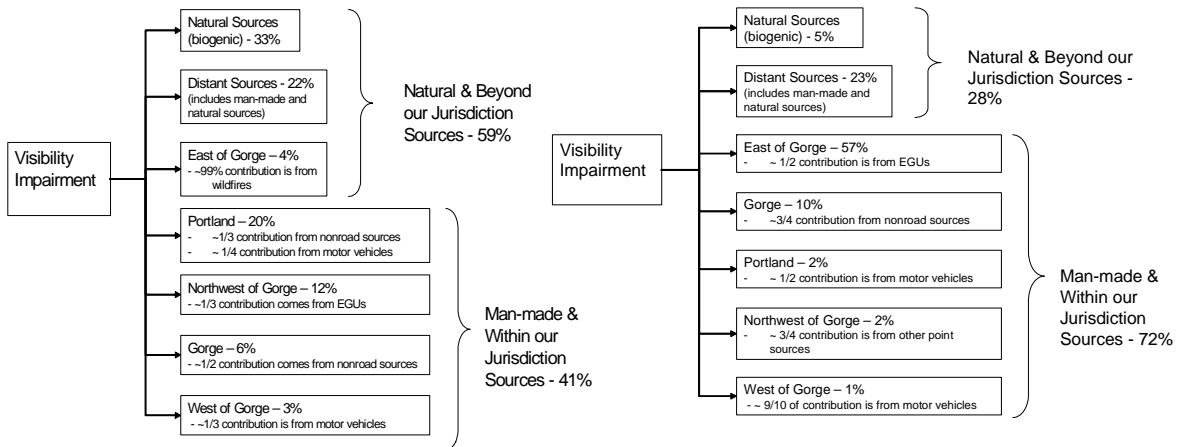 Visibility
Impairment
Natural Sources
(biogenic) - 33%
Distant Sources - 22%
(includes man-made and
natural sources)
East of Gorge – 4%
- ~99% contribution is from
wildfires
Natural & Beyond
our Jurisdiction
Sources - 59%
Portland – 20%
- ~1/3 contribution from nonroad sources
- ~ 1/4 contribution from motor vehicles
Northwest of Gorge – 12%
- ~1/3 contribution comes from EGUs
Gorge – 6%
- ~1/2 contribution comes from nonroad sources
West of Gorge – 3%
- ~1/3 contribution is from motor vehicles
Man-made &
Within our
Jurisdiction
Sources - 41%
Visibility
Impairment
Natural Sources
(biogenic) - 5%
Distant Sources - 23%
(includes man-made and
natural sources)
Natural & Beyond our
Jurisdiction Sources -
28%
East of Gorge – 57%
- ~ 1/2 contribution is from EGUs
Gorge – 10%
- ~3/4 contribution from nonroad sources
Portland – 2%
- ~ 1/2 contribution is from motor vehicles
Northwest of Gorge – 2%
- ~ 3/4 contribution is from other point
sources
West of Gorge – 1%
- ~ 9/10 of contribution is from motor vehicles
Man-made &
Within our
Jurisdiction
Sources - 72%